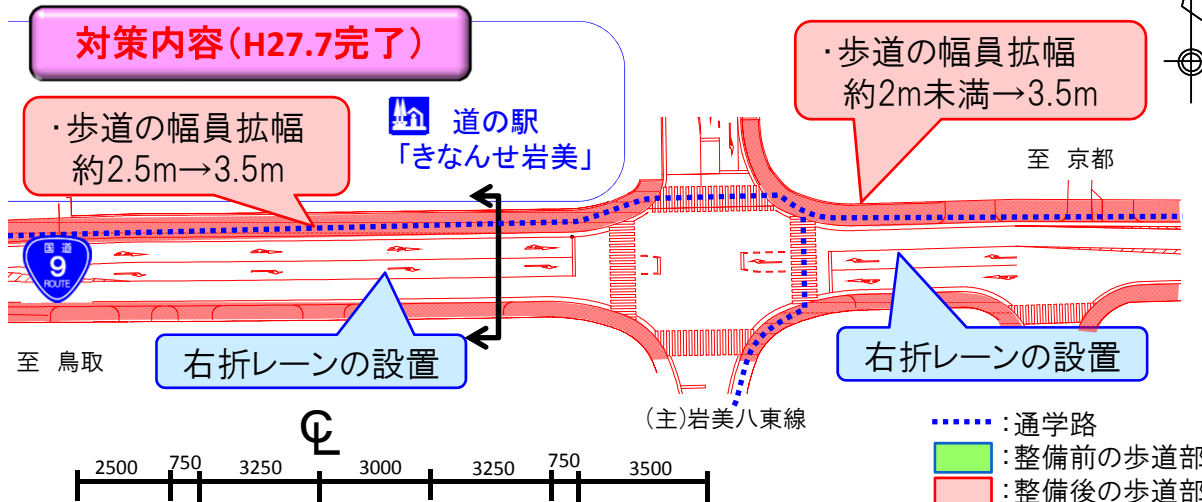 対策内容(H27.7完了)
・歩道の幅員拡幅
約2.5m→3.5m
道の駅
「きなんせ岩美」
・歩道の幅員拡幅
約2m未満→3.5m
至 京都
国道
9
ROUTE
至 鳥取
右折レーンの設置
右折レーンの設置
(主)岩美八東線
℄
2500 750 3250 3000 3250 750 3500
:通学路
:整備前の歩道部
:整備後の歩道部